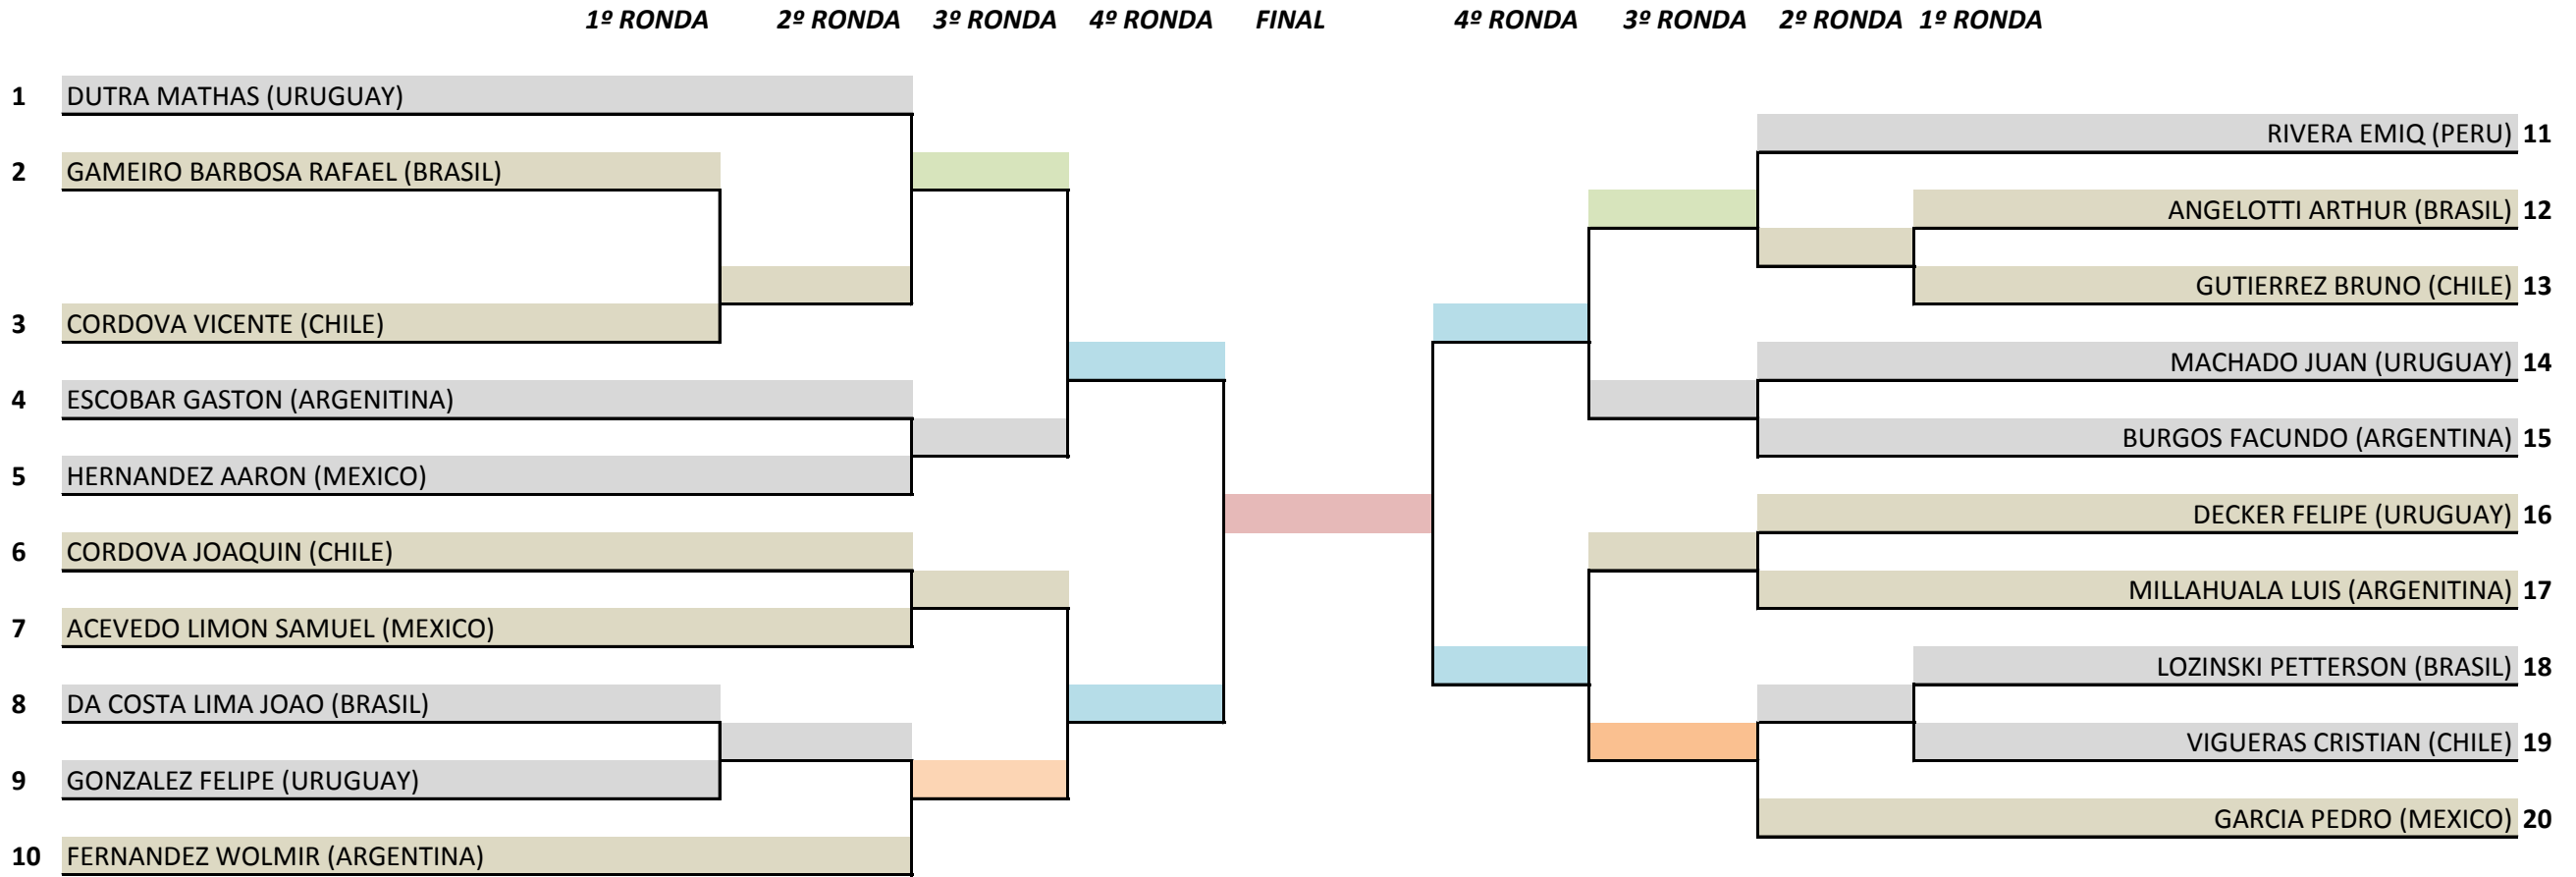 1º RONDA 2º RONDA 3º RONDA 4º RONDA FINAL 4º RONDA 3º RONDA 2º RONDA 1º RONDA
1 DUTRA MATHAS (URUGUAY)
RIVERA EMIQ (PERU) 11
2 GAMEIRO BARBOSA RAFAEL (BRASIL)
ANGELOTTI ARTHUR (BRASIL) 12
GUTIERREZ BRUNO (CHILE) 13
3 CORDOVA VICENTE (CHILE)
MACHADO JUAN (URUGUAY) 14
4 ESCOBAR GASTON (ARGENITINA)
BURGOS FACUNDO (ARGENTINA) 15
5 HERNANDEZ AARON (MEXICO)
DECKER FELIPE (URUGUAY) 16
6 CORDOVA JOAQUIN (CHILE)
MILLAHUALA LUIS (ARGENITINA) 17
7 ACEVEDO LIMON SAMUEL (MEXICO)
LOZINSKI PETTERSON (BRASIL) 18
8 DA COSTA LIMA JOAO (BRASIL)
VIGUERAS CRISTIAN (CHILE) 19
9 GONZALEZ FELIPE (URUGUAY)
GARCIA PEDRO (MEXICO) 20
10 FERNANDEZ WOLMIR (ARGENTINA)